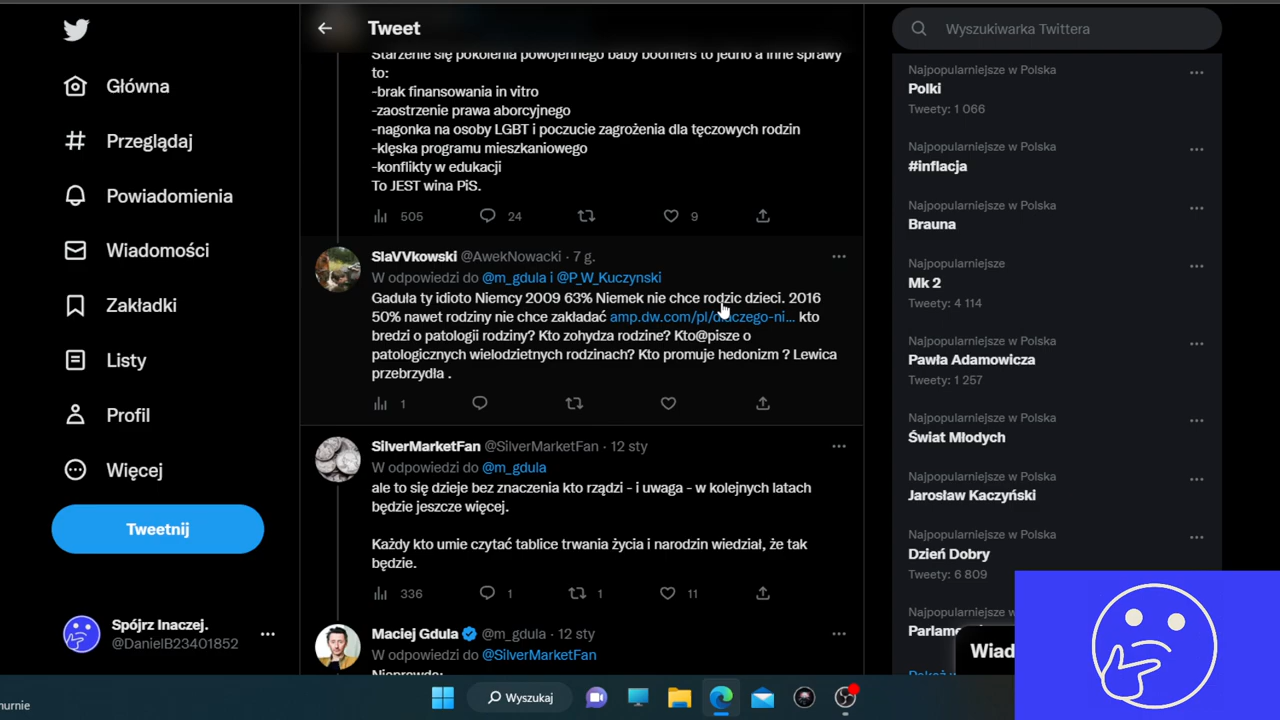 Tweet
Wyszukiwarka Twittera
Główna
Przeglądaj
Powiadomienia
Wiadomości
Zakładki
Listy
Profil
Więcej
Tweetnij
Spójrz Inaczej.
@DanielB23401852
Starzenie się pokolenia powojennego baby boomers to jedno a inne sprawy
to:
-brak finansowania in vitro
-zaostrzenie prawa aborcyjnego
-nagonka na osoby LGBT i poczucie zagrożenia dla tęczowych rodzin
-klęska programu mieszkaniowego
-konflikty w edukacji
To JEST wina PiS.
505 24 9
SlaVVkowski @AwekNowacki · 7 g.
W odpowiedzi do @m_gdula i @P_W_Kuczynski
Gadula ty idioto Niemcy 2009 63% Niemek nie chce rodzic dzieci. 2016
50% nawet rodziny nie chce zakładać amp.dw.com/pl/dlaczego-ni... kto
bredzi o patologii rodziny? Kto zohydza rodzine? Kto@pisze o
patologicznych wielodzietnych rodzinach? Kto promuje hedonizm ? Lewica
przebrzydla .
1
SilverMarketFan @SilverMarketFan · 12 sty
W odpowiedzi do @m_gdula
ale to się dzieje bez znaczenia kto rządzi - i uwaga - w kolejnych latach
będzie jeszcze więcej.
Każdy kto umie czytać tablice trwania życia i narodzin wiedział, że tak
będzie.
336 1 1 11
Maciej Gdula @m_gdula · 12 sty
W odpowiedzi do @SilverMarketFan
Nieprawda:
Najpopularniejsze w Polska
Polki
Tweety: 1 066
Najpopularniejsze w Polska
#inflacja
Najpopularniejsze w Polska
Brauna
Najpopularniejsze
Mk 2
Tweety: 4 114
Najpopularniejsze w Polska
Pawła Adamowicza
Tweety: 1 257
Najpopularniejsze w Polska
Świat Młodych
Najpopularniejsze w Polska
Jarosław Kaczyński
Najpopularniejsze w Polska
Dzień Dobry
Tweety: 6 809
Najpopularniejsze w
Parlam
Wiad
Wyszukaj